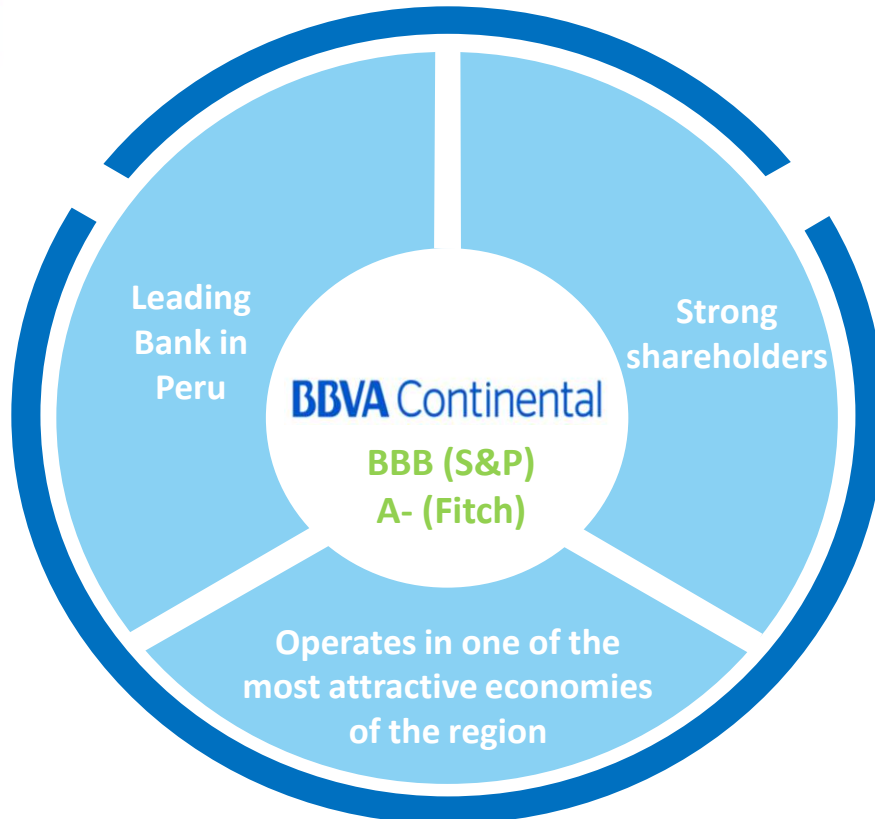 Leading
Bank in
Peru
Strong
shareholders
BBVA Continental
BBB (S&P)
A- (Fitch)
Operates in one of the
most attractive economies
of the region